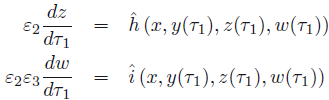 ε₂ dz/dτ₁ = ĥ (x, y(τ₁), z(τ₁), w(τ₁))
ε₂ε₃ dw/dτ₁ = î (x, y(τ₁), z(τ₁), w(τ₁))